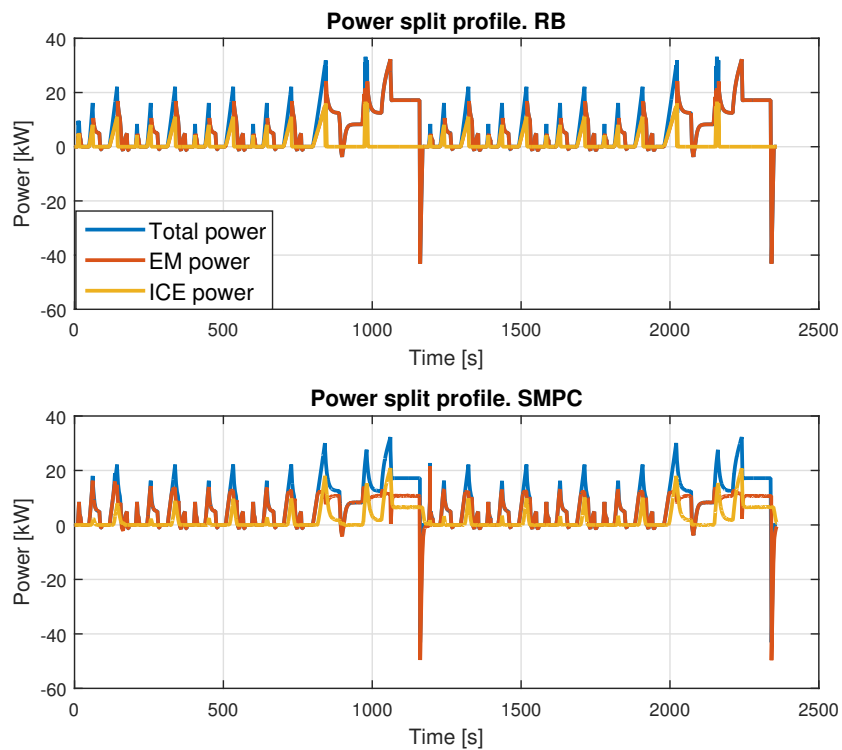 Power split profile. RB
40
20
0
-20
-40
-60
Power [kW]
Total power
EM power
ICE power
0 500 1000 1500 2000 2500
Time [s]
Power split profile. SMPC
40
20
0
-20
-40
-60
Power [kW]
0 500 1000 1500 2000 2500
Time [s]